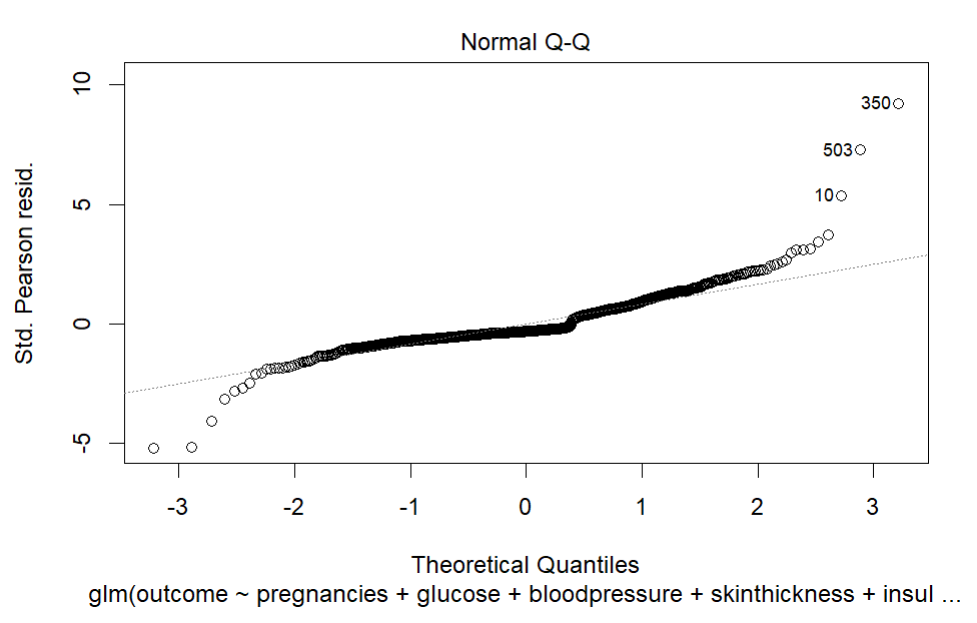 Normal Q-Q
Std. Pearson resid.
10
5
0
-5
350
503
10
-3 -2 -1 0 1 2 3
Theoretical Quantiles
glm(outcome ~ pregnancies + glucose + bloodpressure + skinthickness + insul ...